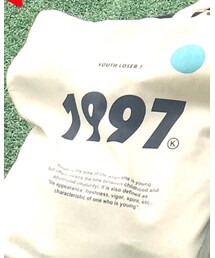 YOUTH LOSER !
1997
K
Youth is the time of life when one is young
but often means the time between childhood and
adulthood (maturity). It is also defined as
"the appearance, freshness, vigor, spirit, etc.,
characteristic of one who is young"